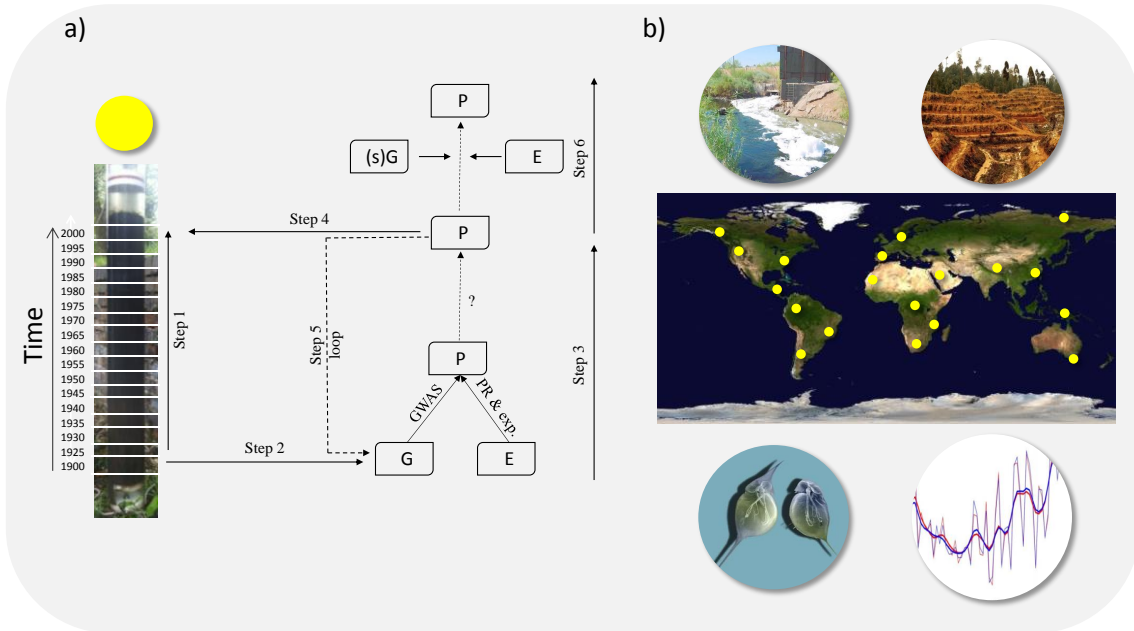 a)
b)
P
(s)G
E
Step 6
Step 4
P
Time
2000
1995
1990
1985
1980
1975
1970
1965
1960
1955
1950
1945
1940
1935
1930
1925
1900
Step 1
Step 5
loop
?
Step 3
P
GWAS
PR & exp.
Step 2
G
E